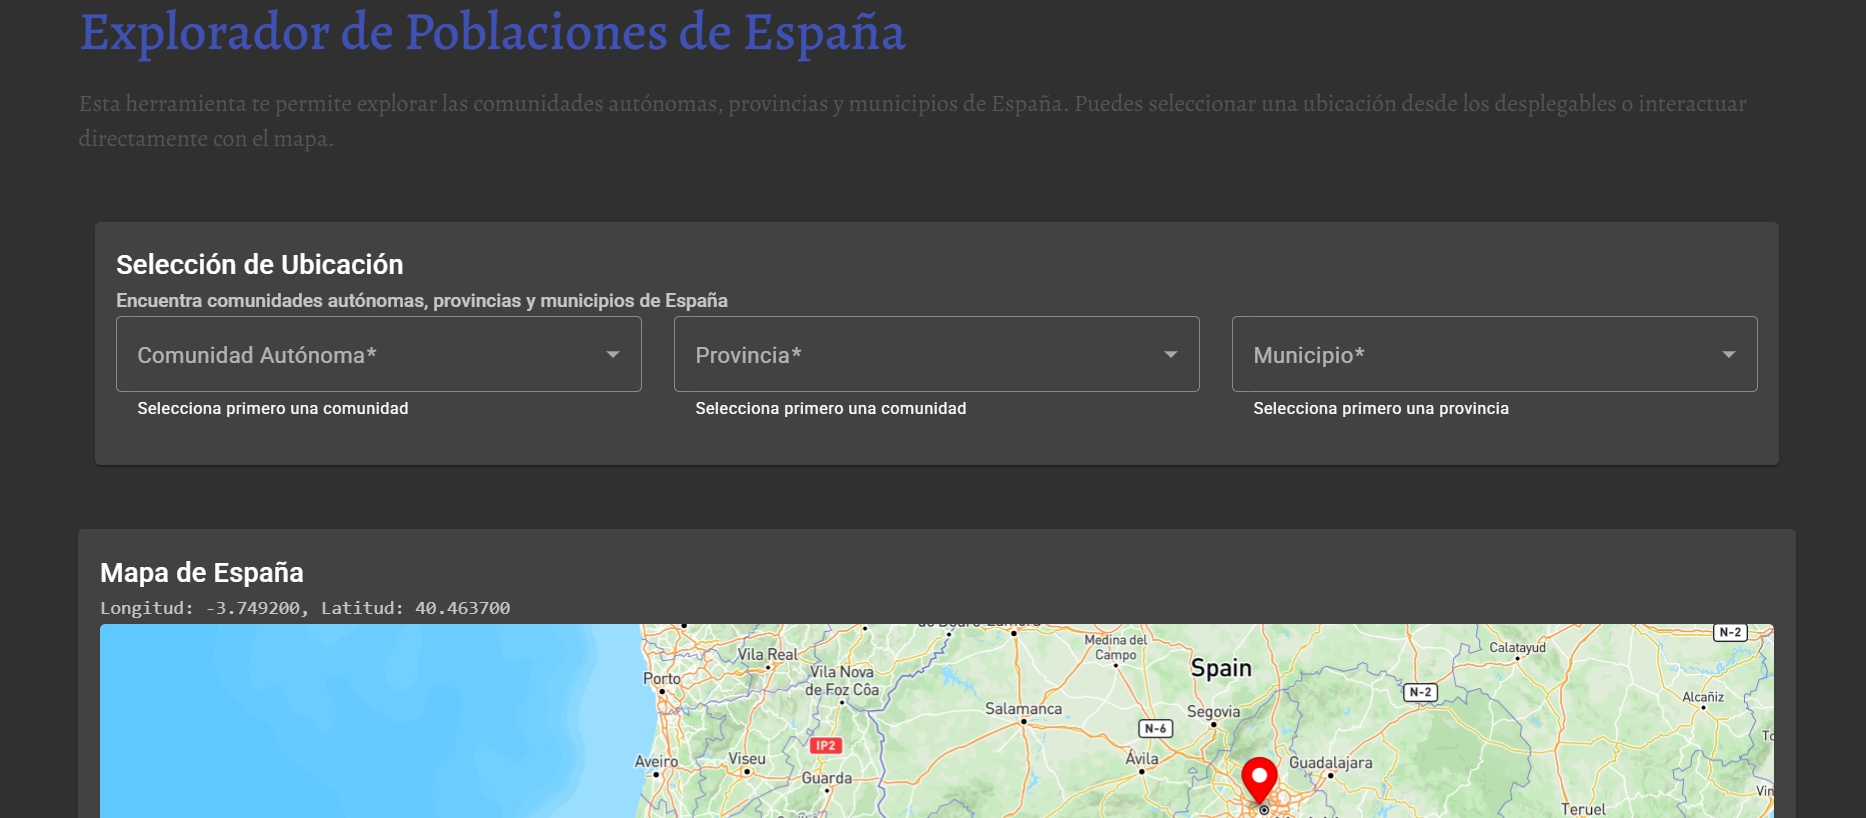 Explorador de Poblaciones de España
Esta herramienta te permite explorar las comunidades autónomas, provincias y municipios de España. Puedes seleccionar una ubicación desde los desplegables o interactuar
directamente con el mapa.
Selección de Ubicación
Encuentra comunidades autónomas, provincias y municipios de España
Comunidad Autónoma*
Provincia*
Municipio*
Selecciona primero una comunidad
Selecciona primero una comunidad
Selecciona primero una provincia
Mapa de España
Longitud: -3.749200, Latitud: 40.463700
N-2
Medina del
Campo
Calatayud
Vila Real
Spain
Porto
Vila Nova
de Foz Côa
N-2
Alcañiz
Salamanca
Segovia
N-6
IP2
Aveiro
Viseu
Ávila
Guadalajara
Guarda
Teruel